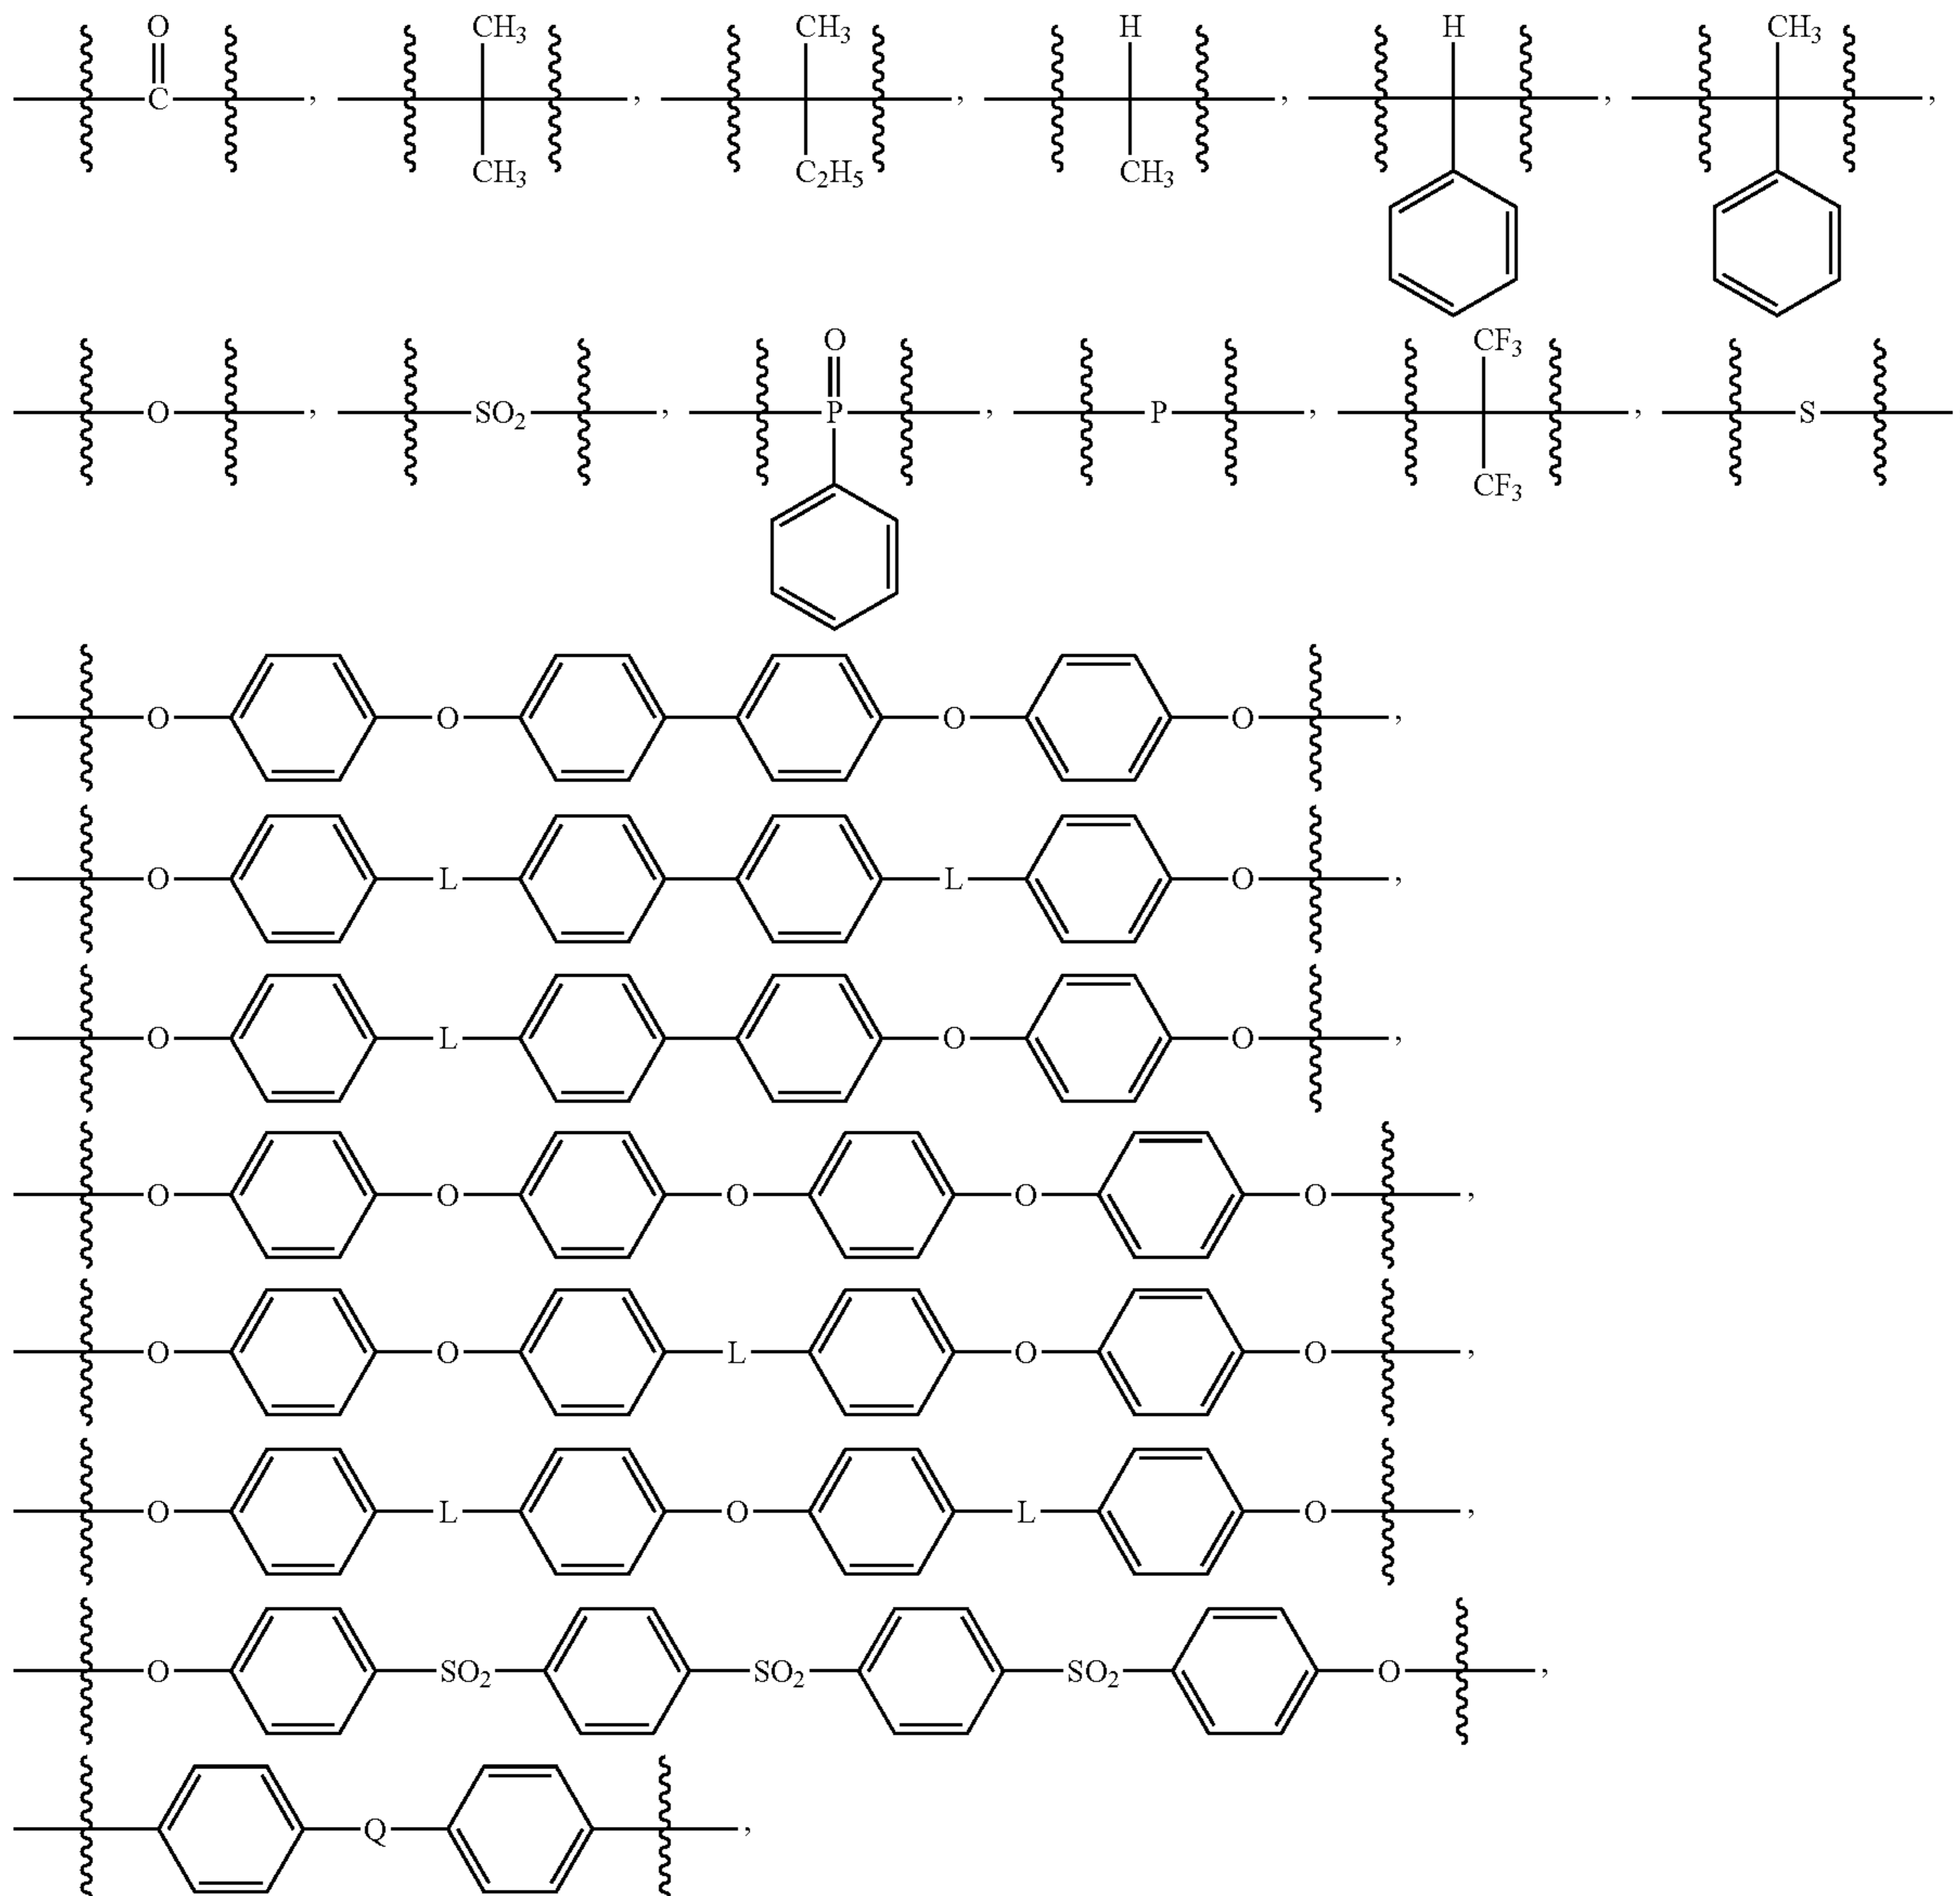 O CH3 CH3 H H CH3
C , , , , , ,
CH3 C2H5 CH3
O CF3
O , SO2 , P , P , , S
CF3
O O O O ,
O L L O ,
O L O O ,
O O O O O ,
O O L O O ,
O L O L O ,
O SO2 SO2 SO2 O ,
Q ,